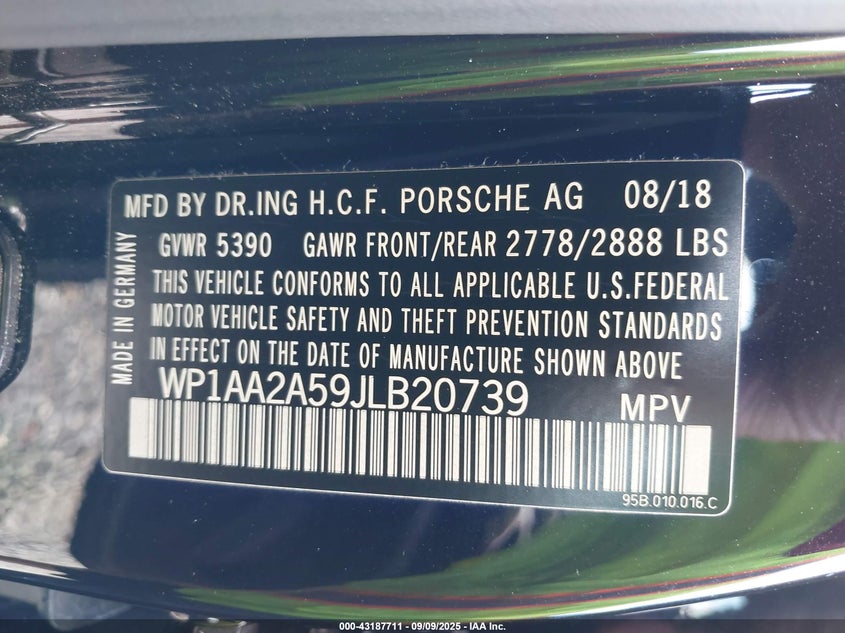 MFD BY DR.ING H.C.F. PORSCHE AG 08/18
GVWR 5390 GAWR FRONT/REAR 2778/2888 LBS
THIS VEHICLE CONFORMS TO ALL APPLICABLE U.S.FEDERAL
MOTOR VEHICLE SAFETY AND THEFT PREVENTION STANDARDS
IN EFFECT ON THE DATE OF MANUFACTURE SHOWN ABOVE
WP1AA2A59JLB20739 MPV
MADE IN GERMANY
95B.010.016.C
000-43187711 - 09/09/2025 - IAA Inc.